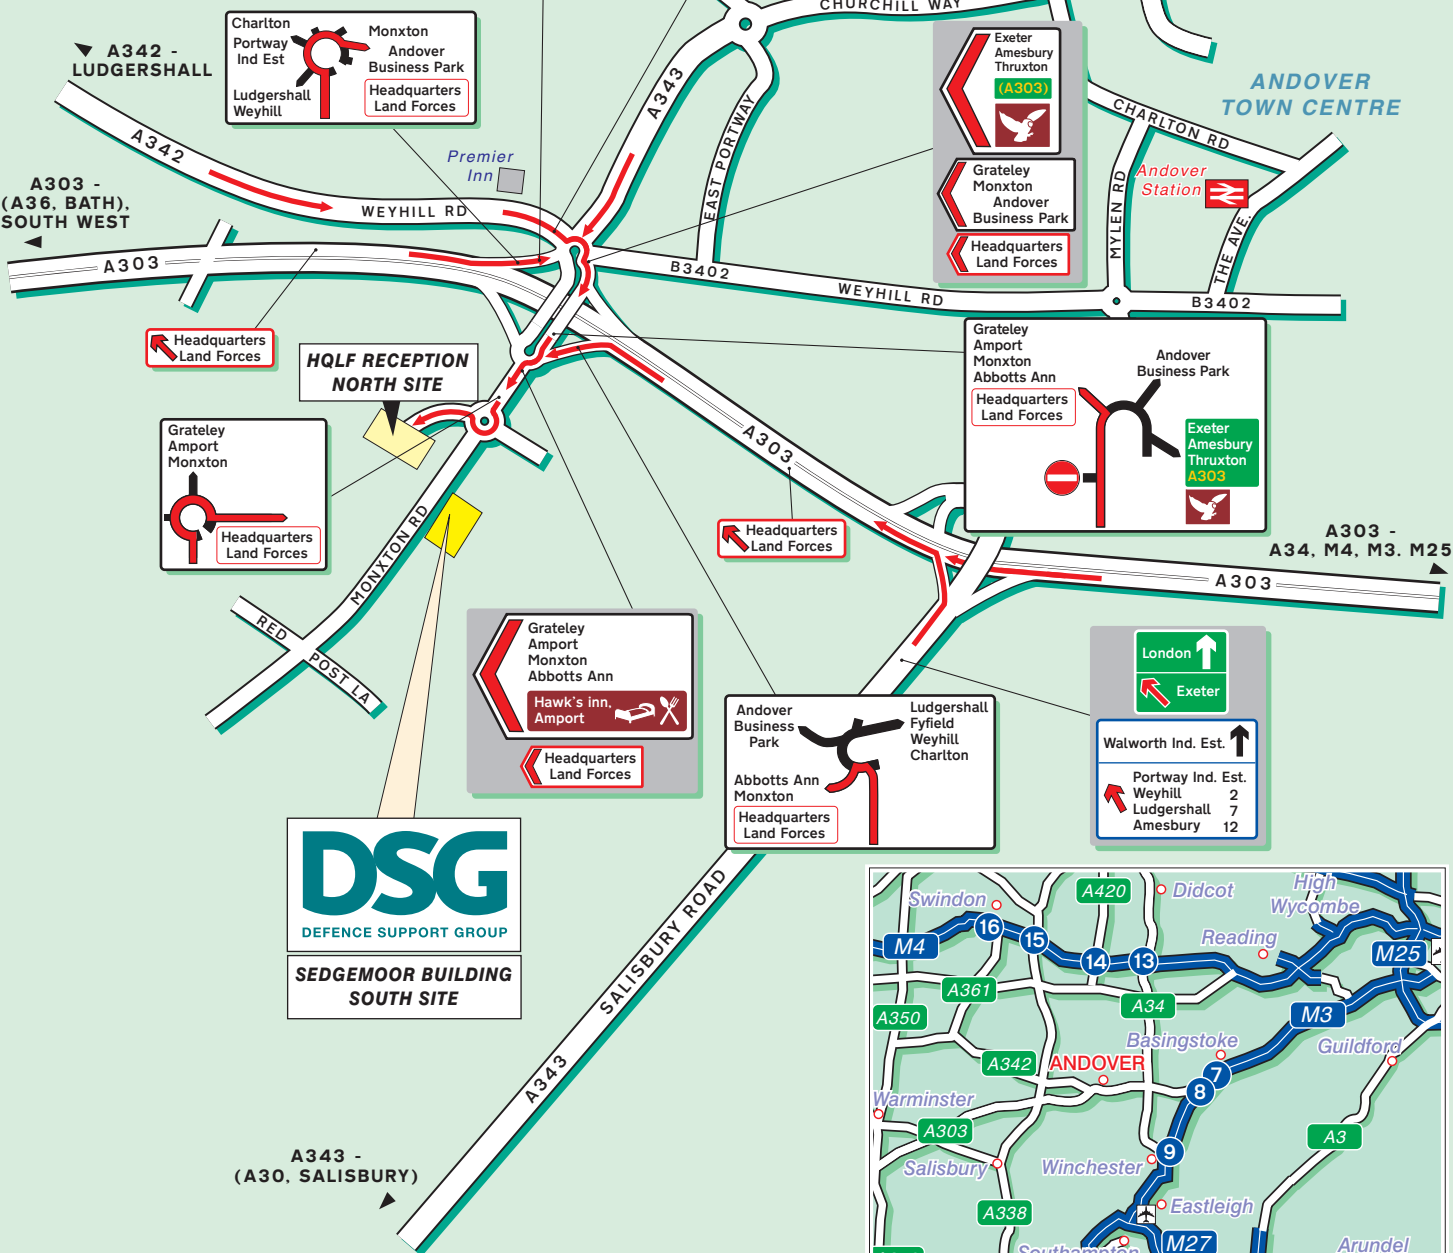 CHURCHILL WAY
Charlton
Portway
Ind Est
Ludgershall
Weyhill
Monxton
Andover
Business Park
Headquarters
Land Forces
A342 -
LUDGERSHALL
A343
EAST PORTWAY
Exeter
Amesbury
Thruxton
(A303)
Grateley
Monxton
Andover
Business Park
Headquarters
Land Forces
ANDOVER
TOWN CENTRE
CHARLTON RD
MYLEN RD
Andover
Station
THE AVE.
A342
Premier
Inn
WEYHILL RD
A303 -
(A36, BATH),
SOUTH WEST
A303
B3402
WEYHILL RD
B3402
Headquarters
Land Forces
HQLF RECEPTION
NORTH SITE
Grateley
Amport
Monxton
Abbotts Ann
Headquarters
Land Forces
Andover
Business Park
Exeter
Amesbury
Thruxton
A303
Grateley
Amport
Monxton
Headquarters
Land Forces
A303
MONXTON RD
Headquarters
Land Forces
A303 -
A34, M4, M3. M25
A303
RED
POST LA
Grateley
Amport
Monxton
Abbotts Ann
Hawk's inn,
Amport
Headquarters
Land Forces
London
Exeter
Walworth Ind. Est.
Portway Ind. Est.
Weyhill 2
Ludgershall 7
Amesbury 12
Andover
Business
Park
Ludgershall
Fyfield
Weyhill
Charlton
Abbotts Ann
Monxton
Headquarters
Land Forces
DSG
DEFENCE SUPPORT GROUP
SEDGEMOOR BUILDING
SOUTH SITE
SALISBURY ROAD
A343
A343 -
(A30, SALISBURY)
Swindon
A420
Didcot
High
Wycombe
16
15
M4
14
13
Reading
M25
A361
A34
A350
M3
Basingstoke
Guildford
A342
ANDOVER
7
8
Warminster
A303
A3
9
Salisbury
Winchester
A338
Eastleigh
M27
Southampton
Arundel